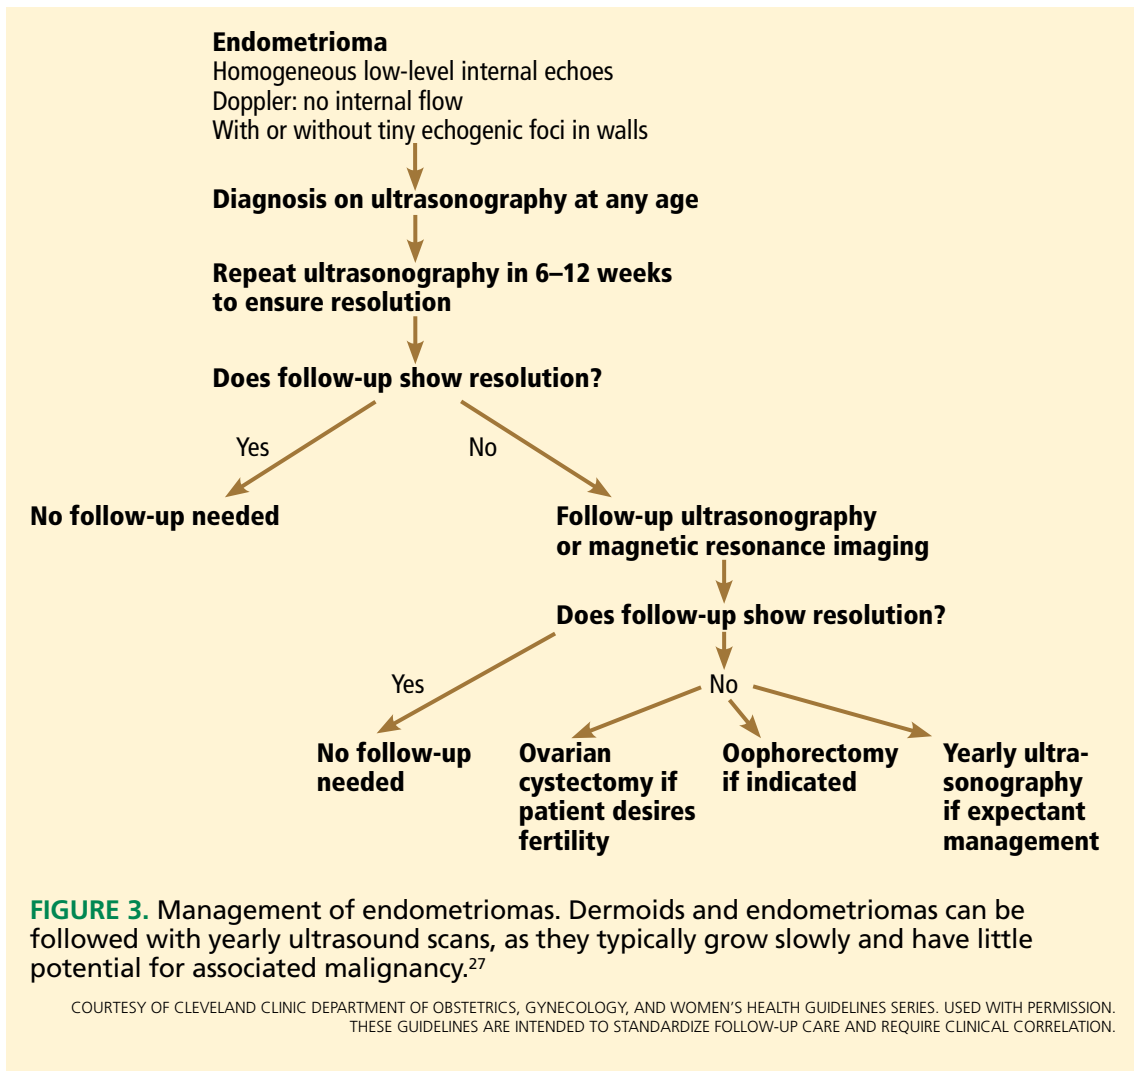 Endometrioma
Homogeneous low-level internal echoes
Doppler: no internal flow
With or without tiny echogenic foci in walls
Diagnosis on ultrasonography at any age
Repeat ultrasonography in 6–12 weeks
to ensure resolution
Does follow-up show resolution?
Yes
No
No follow-up needed
Follow-up ultrasonography
or magnetic resonance imaging
Does follow-up show resolution?
Yes
No
No follow-up
needed
Ovarian
cystectomy if
patient desires
fertility
Oophorectomy
if indicated
Yearly ultra-
sonography
if expectant
management
FIGURE 3. Management of endometriomas. Dermoids and endometriomas can be
followed with yearly ultrasound scans, as they typically grow slowly and have little
potential for associated malignancy.²⁷
COURTESY OF CLEVELAND CLINIC DEPARTMENT OF OBSTETRICS, GYNECOLOGY, AND WOMEN’S HEALTH GUIDELINES SERIES. USED WITH PERMISSION.
THESE GUIDELINES ARE INTENDED TO STANDARDIZE FOLLOW-UP CARE AND REQUIRE CLINICAL CORRELATION.